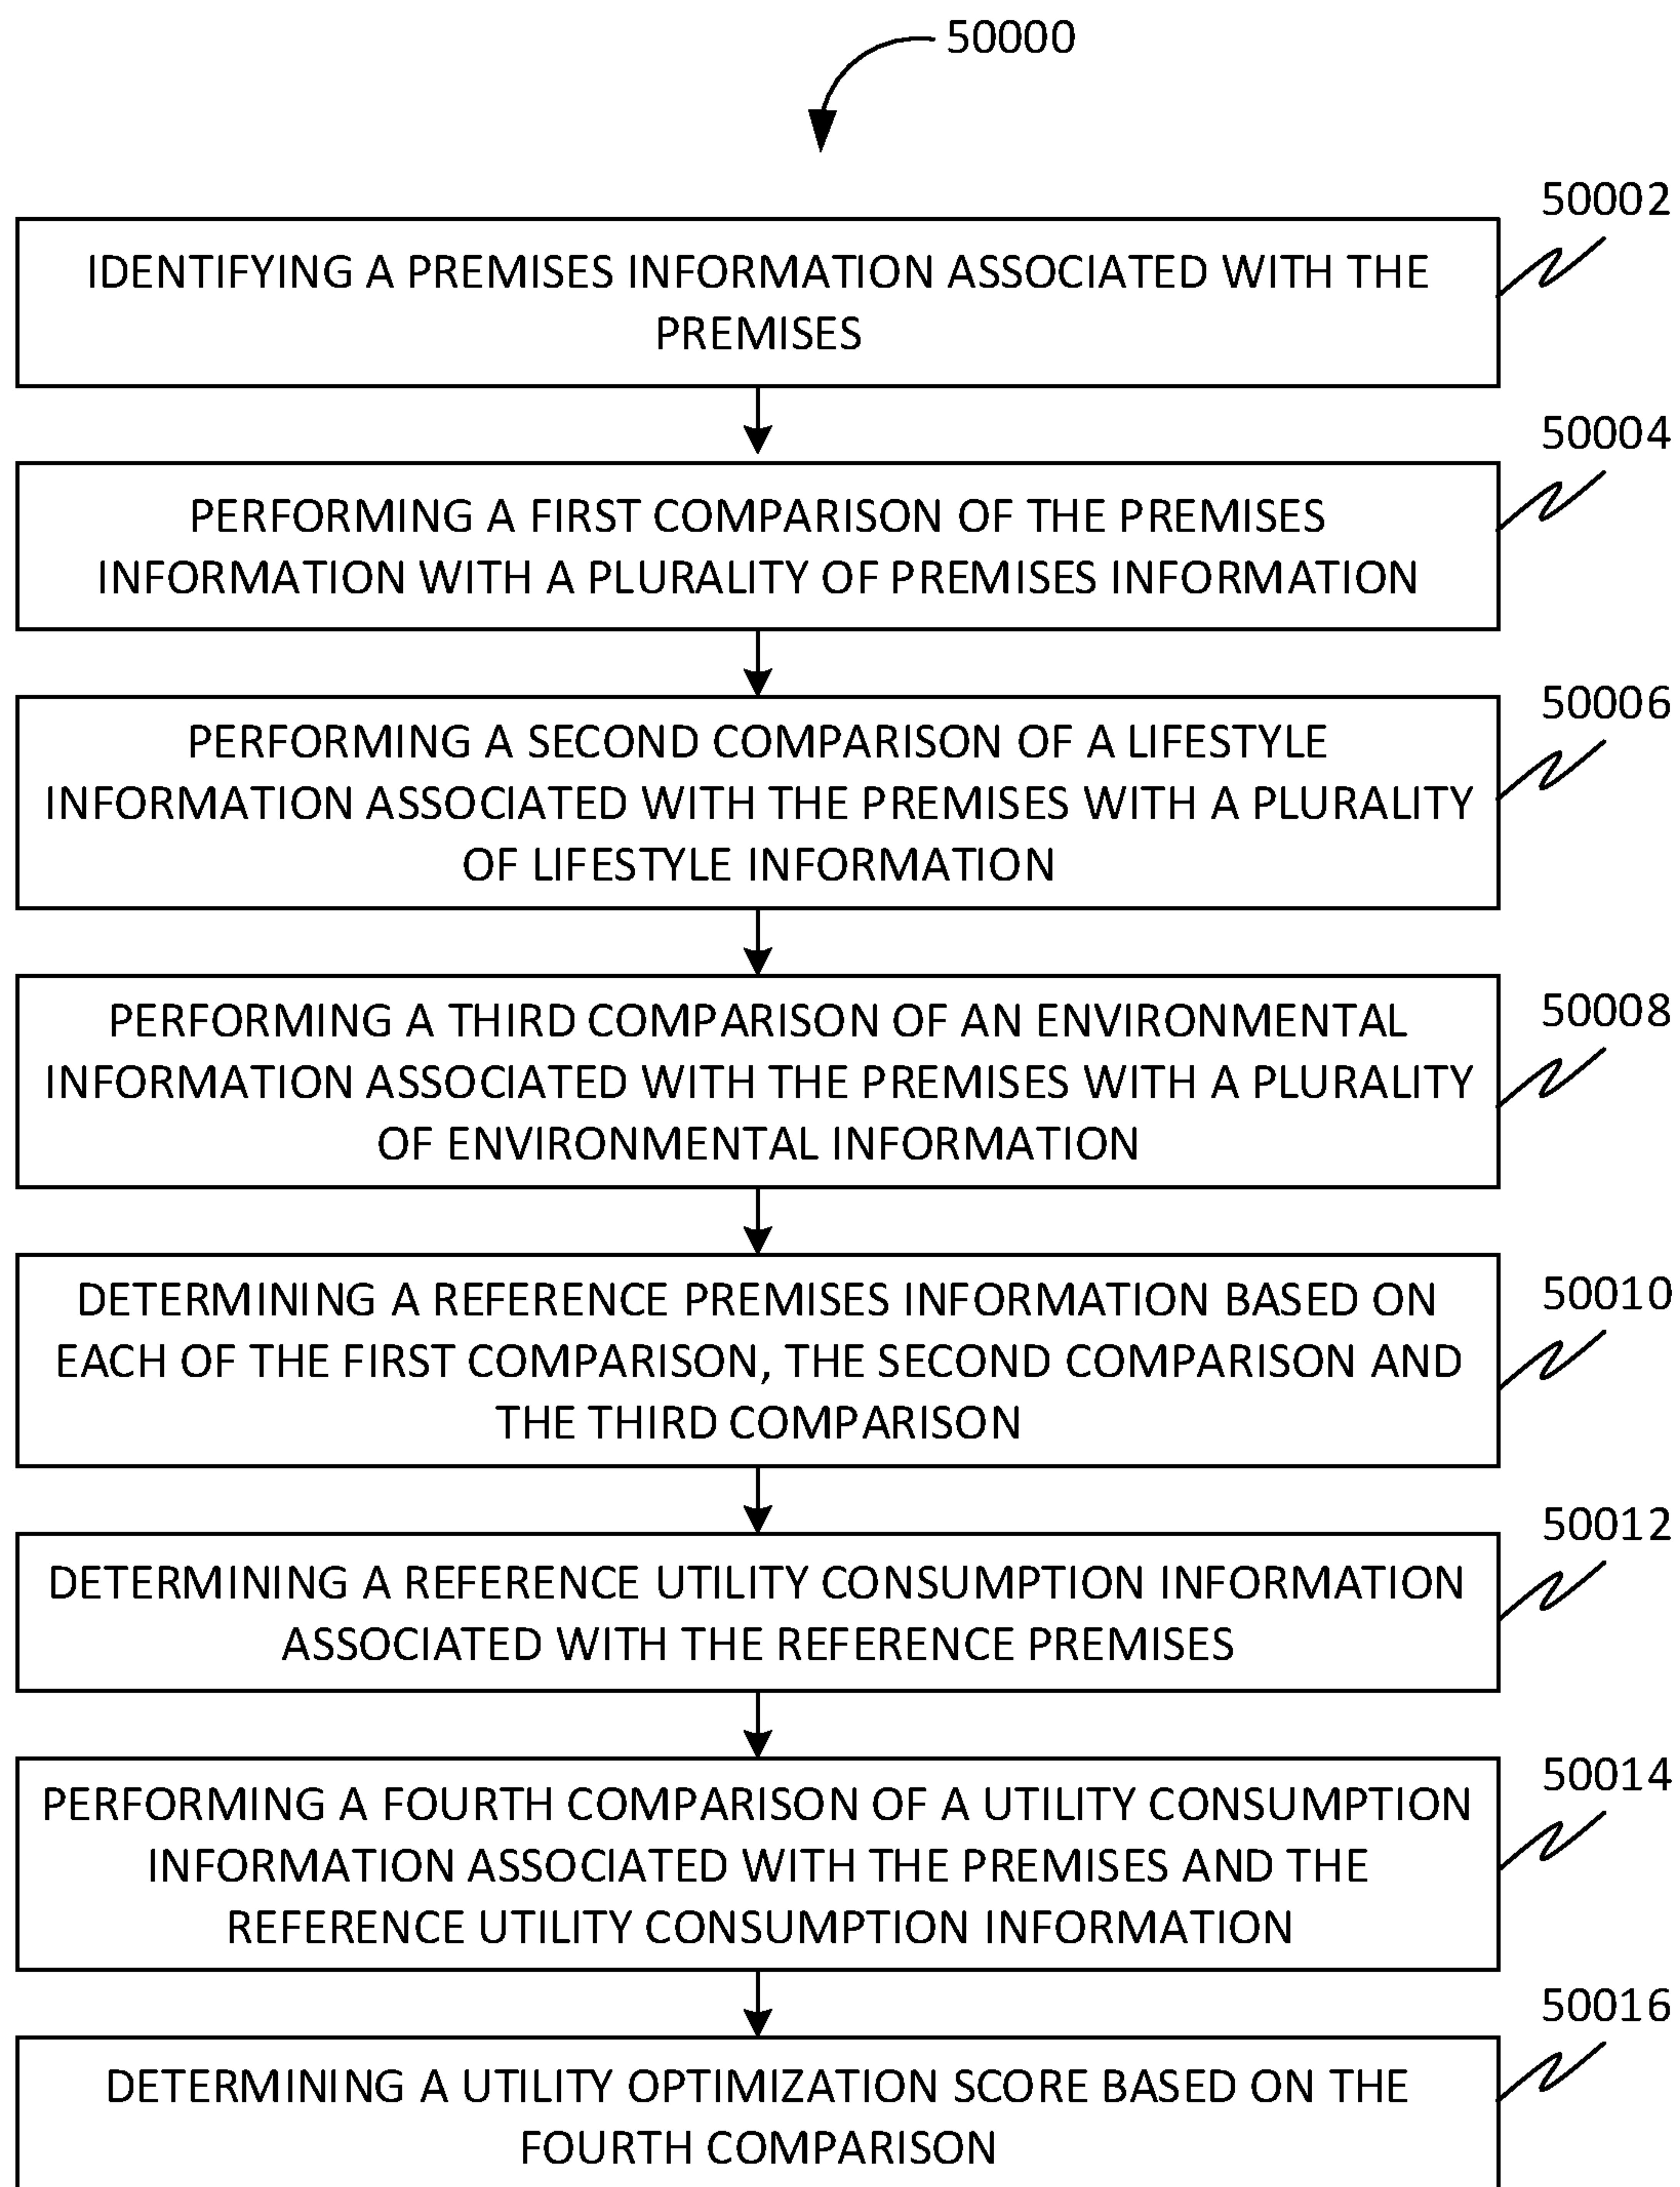 50000
50002
IDENTIFYING A PREMISES INFORMATION ASSOCIATED WITH THE
PREMISES
50004
PERFORMING A FIRST COMPARISON OF THE PREMISES
INFORMATION WITH A PLURALITY OF PREMISES INFORMATION
50006
PERFORMING A SECOND COMPARISON OF A LIFESTYLE
INFORMATION ASSOCIATED WITH THE PREMISES WITH A PLURALITY
OF LIFESTYLE INFORMATION
50008
PERFORMING A THIRD COMPARISON OF AN ENVIRONMENTAL
INFORMATION ASSOCIATED WITH THE PREMISES WITH A PLURALITY
OF ENVIRONMENTAL INFORMATION
50010
DETERMINING A REFERENCE PREMISES INFORMATION BASED ON
EACH OF THE FIRST COMPARISON, THE SECOND COMPARISON AND
THE THIRD COMPARISON
50012
DETERMINING A REFERENCE UTILITY CONSUMPTION INFORMATION
ASSOCIATED WITH THE REFERENCE PREMISES
50014
PERFORMING A FOURTH COMPARISON OF A UTILITY CONSUMPTION
INFORMATION ASSOCIATED WITH THE PREMISES AND THE
REFERENCE UTILITY CONSUMPTION INFORMATION
50016
DETERMINING A UTILITY OPTIMIZATION SCORE BASED ON THE
FOURTH COMPARISON